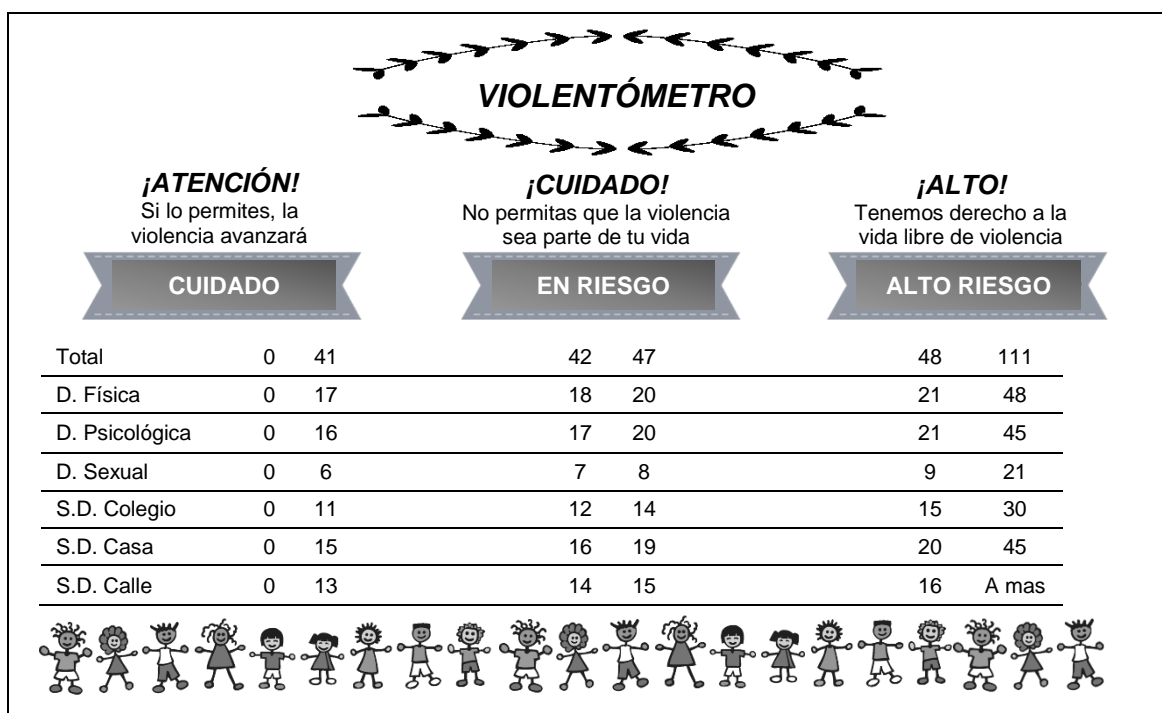 VIOLENTÓMETRO
¡ATENCIÓN!
Si lo permites, la
violencia avanzará
CUIDADO
¡CUIDADO!
No permitas que la violencia
sea parte de tu vida
EN RIESGO
¡ALTO!
Tenemos derecho a la
vida libre de violencia
ALTO RIESGO
Total 0 41 42 47 48 111
D. Física 0 17 18 20 21 48
D. Psicológica 0 16 17 20 21 45
D. Sexual 0 6 7 8 9 21
S.D. Colegio 0 11 12 14 15 30
S.D. Casa 0 15 16 19 20 45
S.D. Calle 0 13 14 15 16 A mas